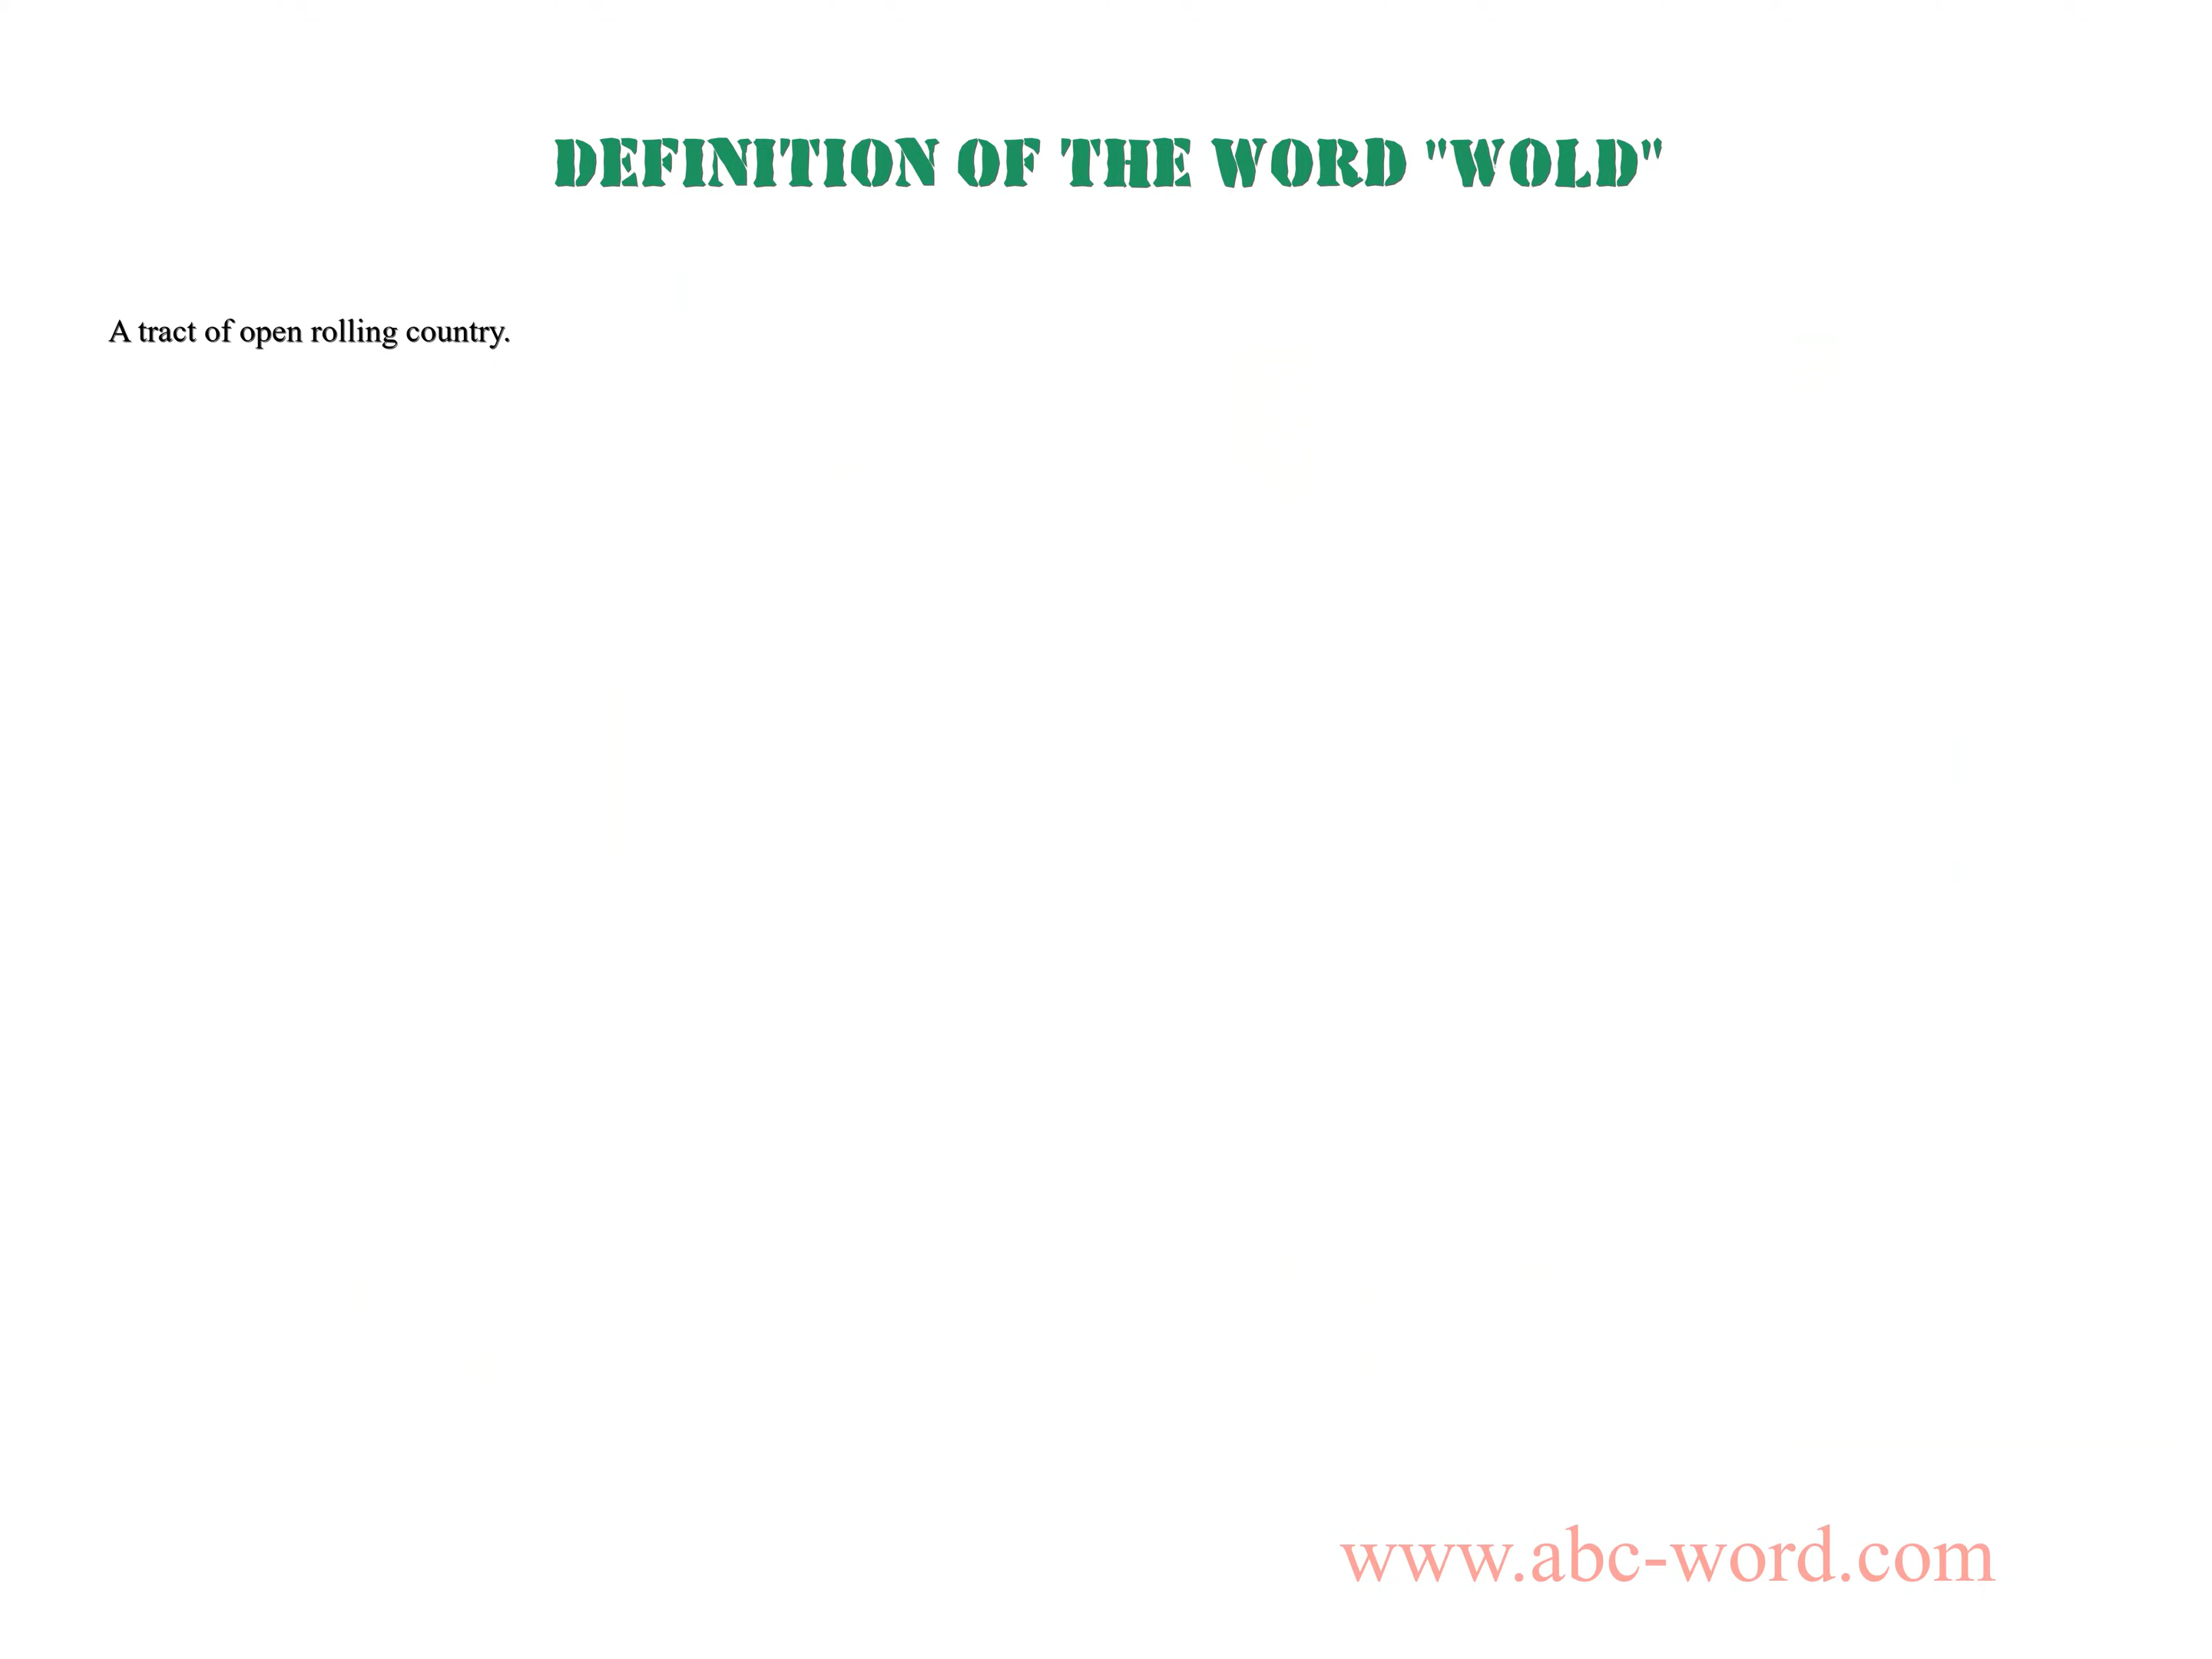 DEFINITION OF THE WORD "WOLD"
A tract of open rolling country.
www.abc-word.com